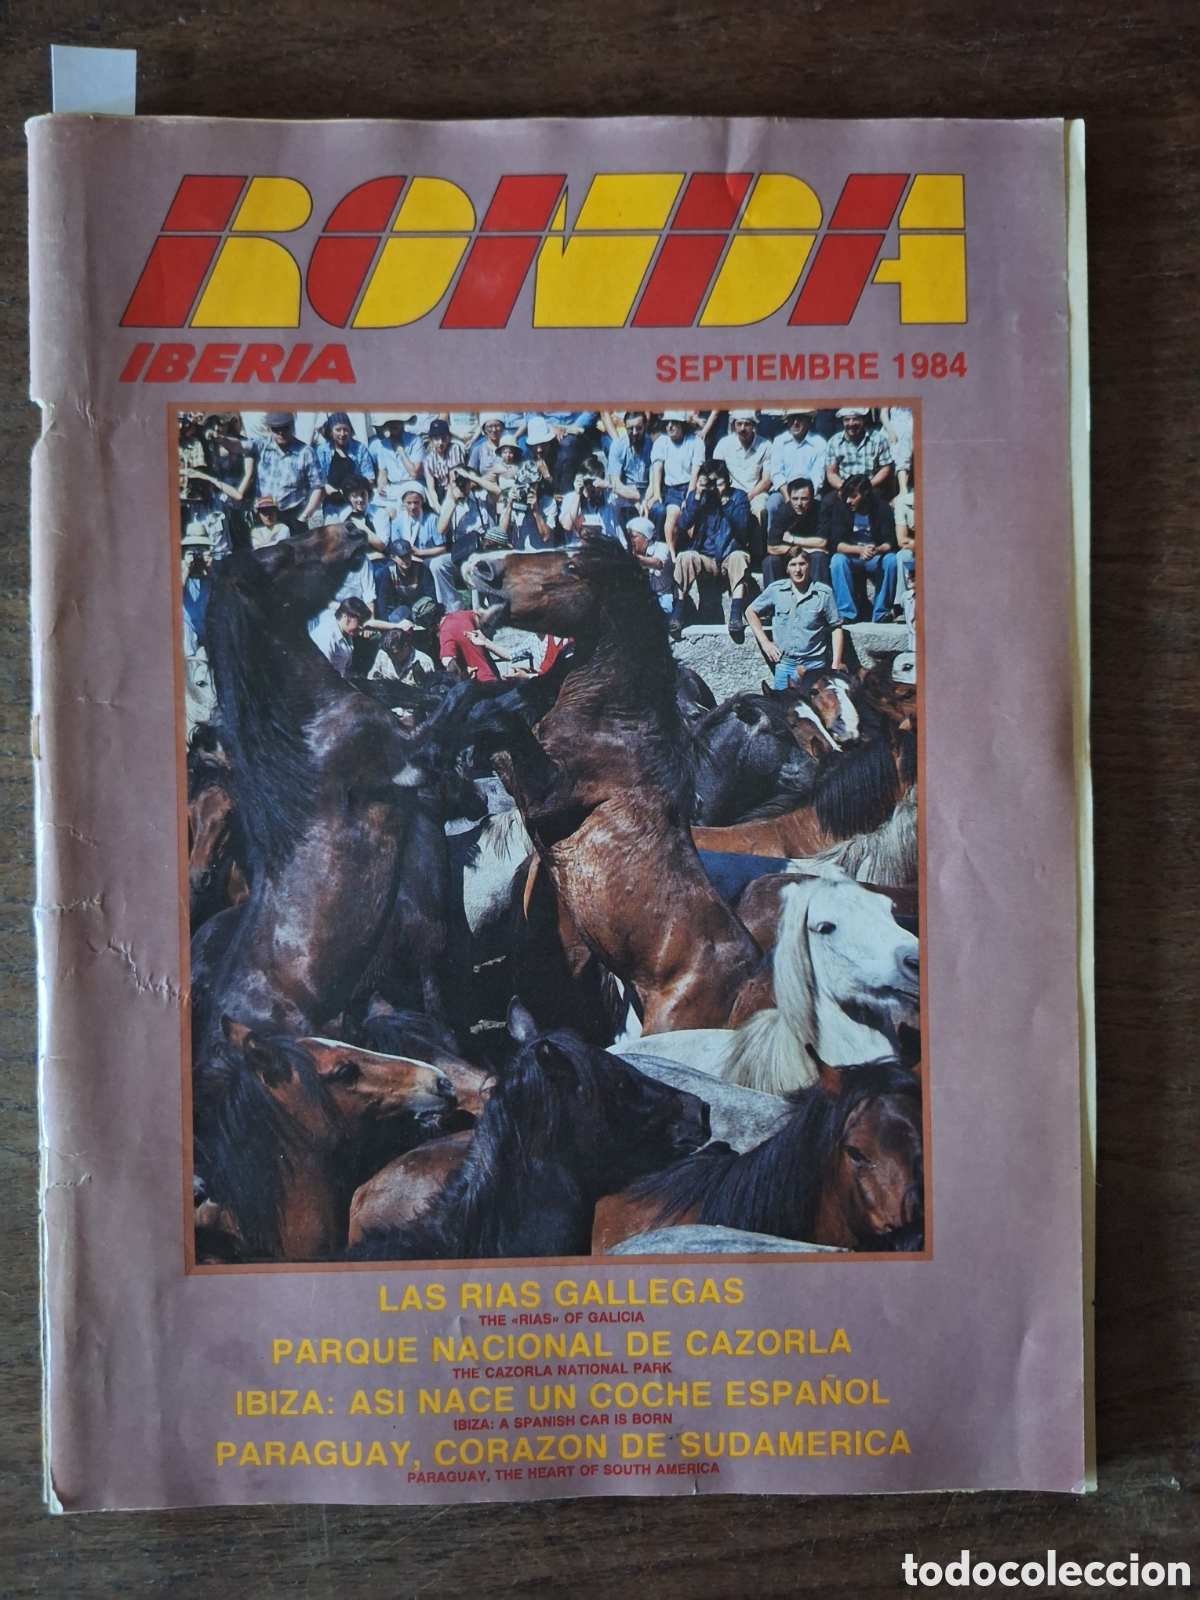 RONDA
IBERIA
SEPTIEMBRE 1984
LAS RIAS GALLEGAS
THE «RIAS» OF GALICIA
PARQUE NACIONAL DE CAZORLA
THE CAZORLA NATIONAL PARK
IBIZA: ASI NACE UN COCHE ESPAÑOL
IBIZA: A SPANISH CAR IS BORN
PARAGUAY, CORAZON DE SUDAMERICA
PARAGUAY, THE HEART OF SOUTH AMERICA
todocoleccion